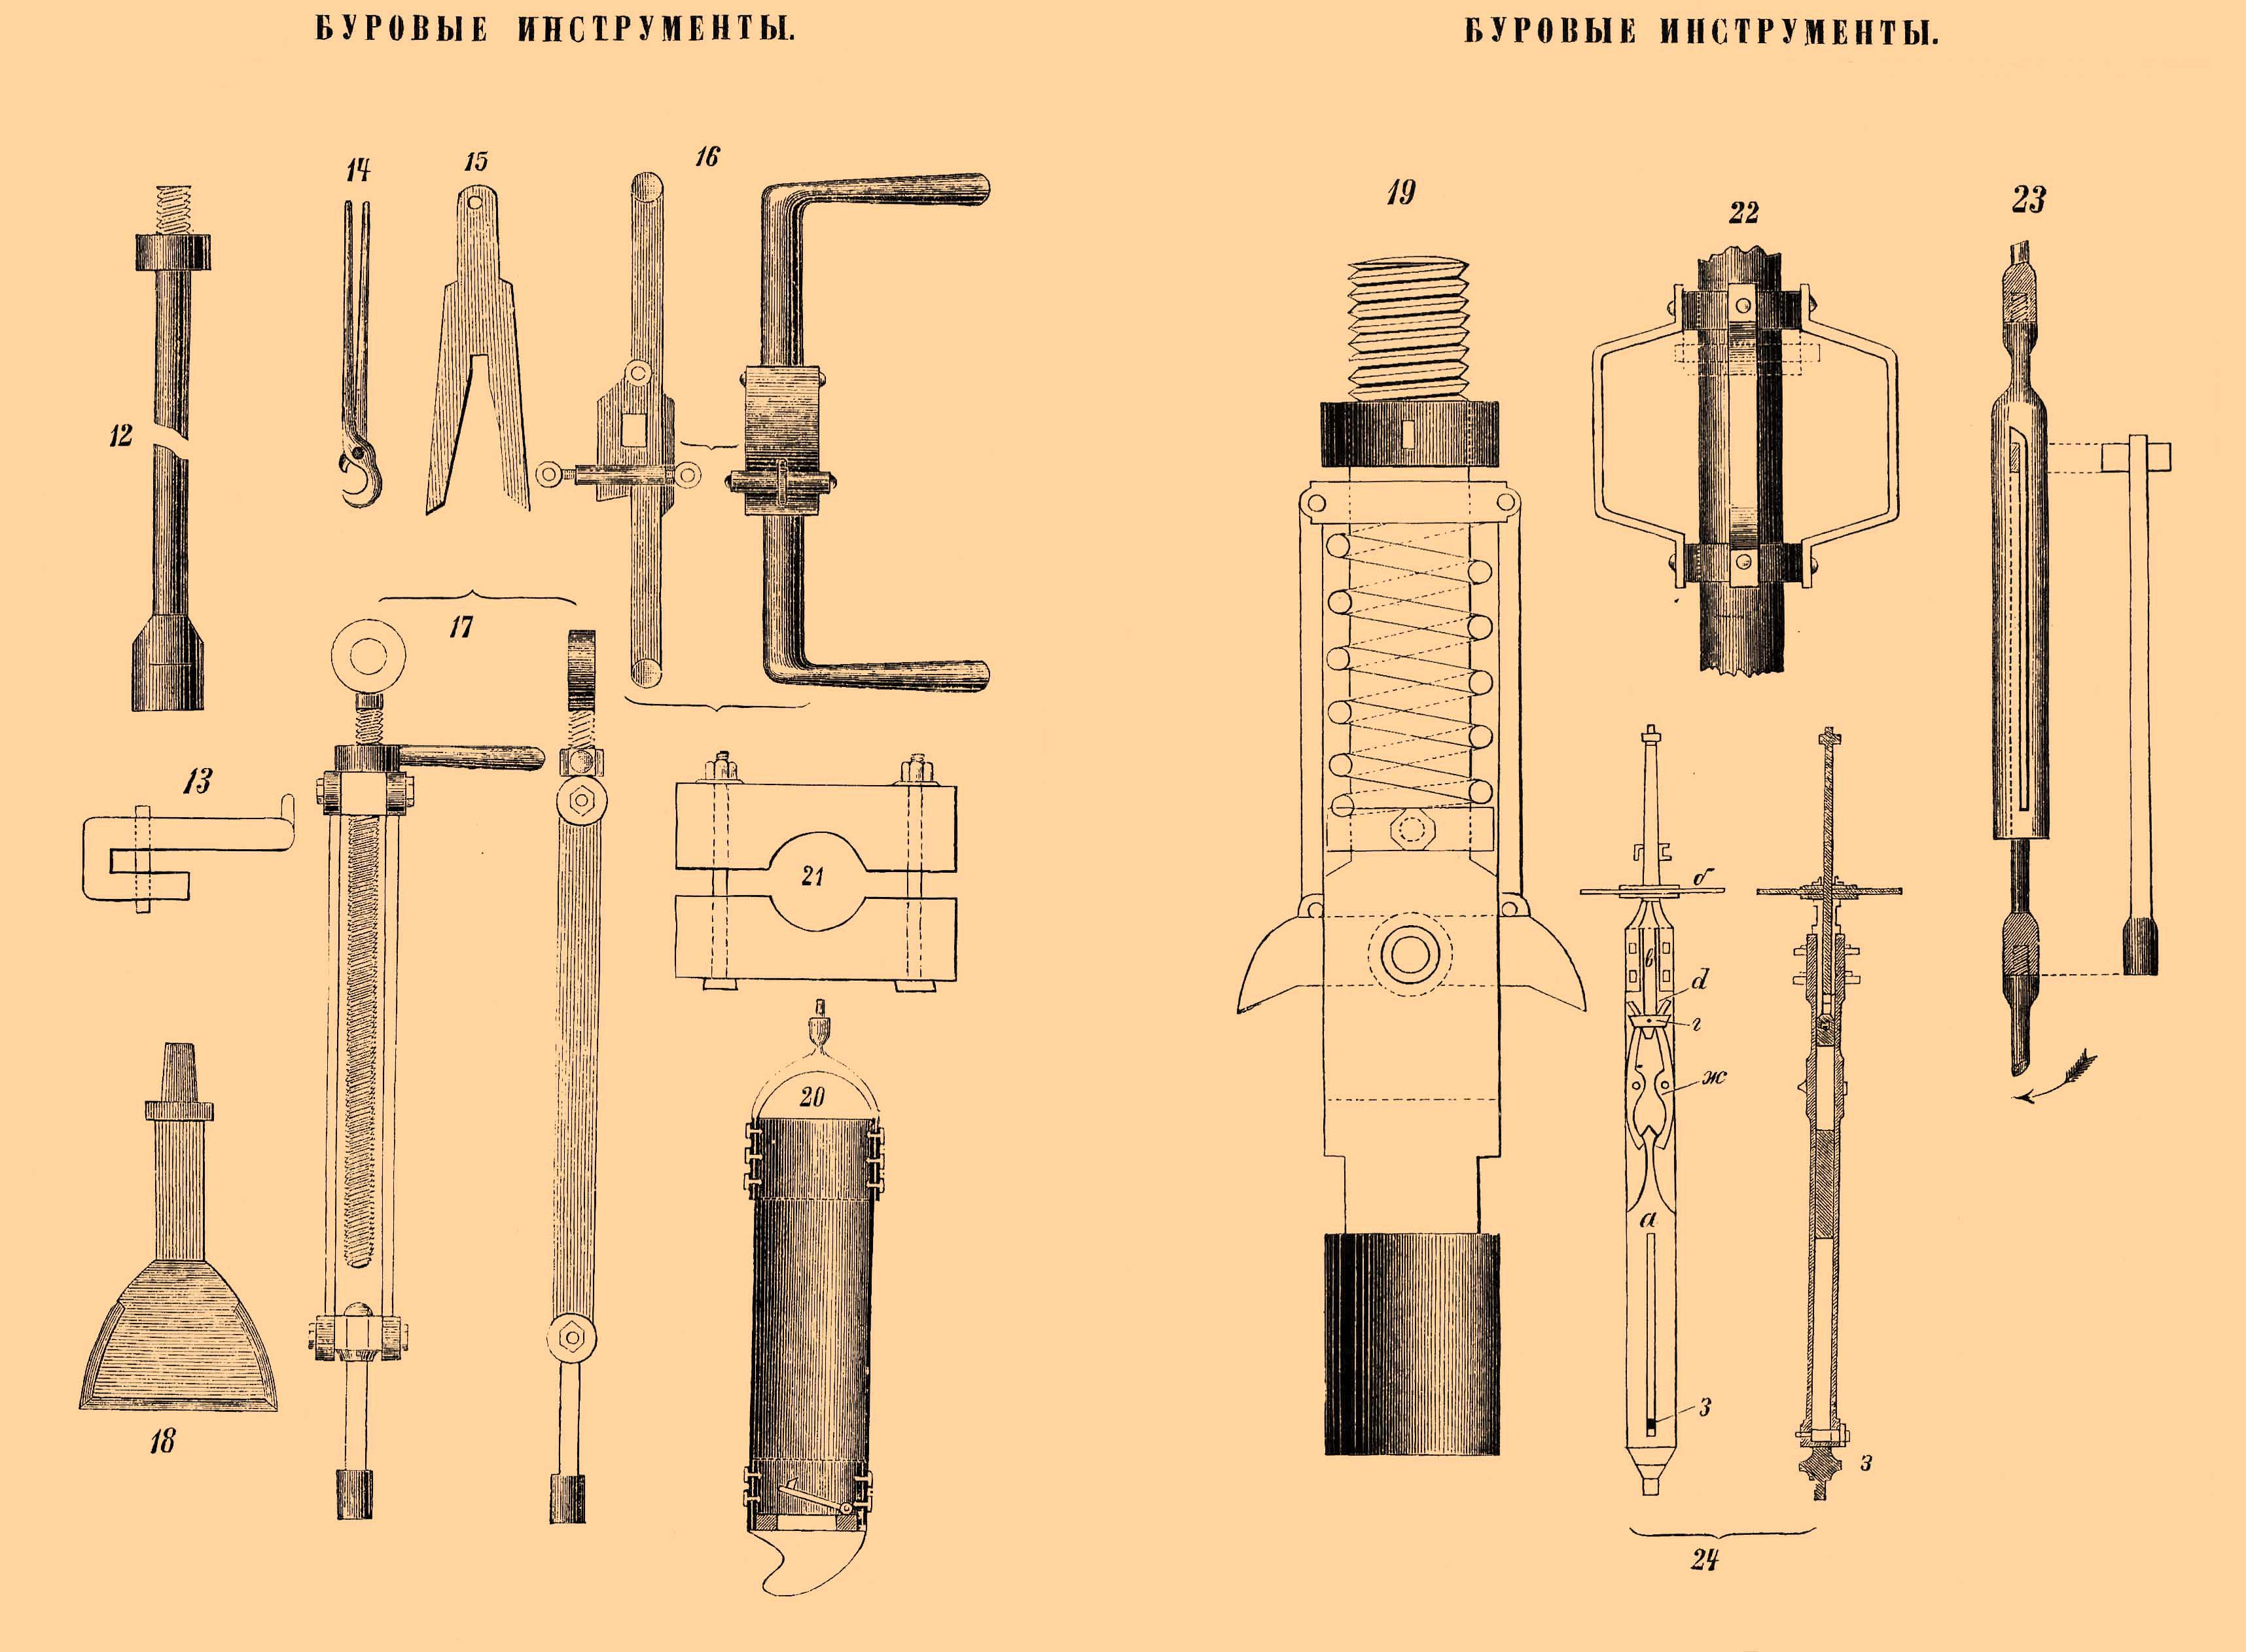 БУРОВЫЕ ИНСТРУМЕНТЫ.
14
15
16
12
17
13
21
20
18
БУРОВЫЕ ИНСТРУМЕНТЫ.
19
22
23
б
в
d
г
ж
а
З
з
24